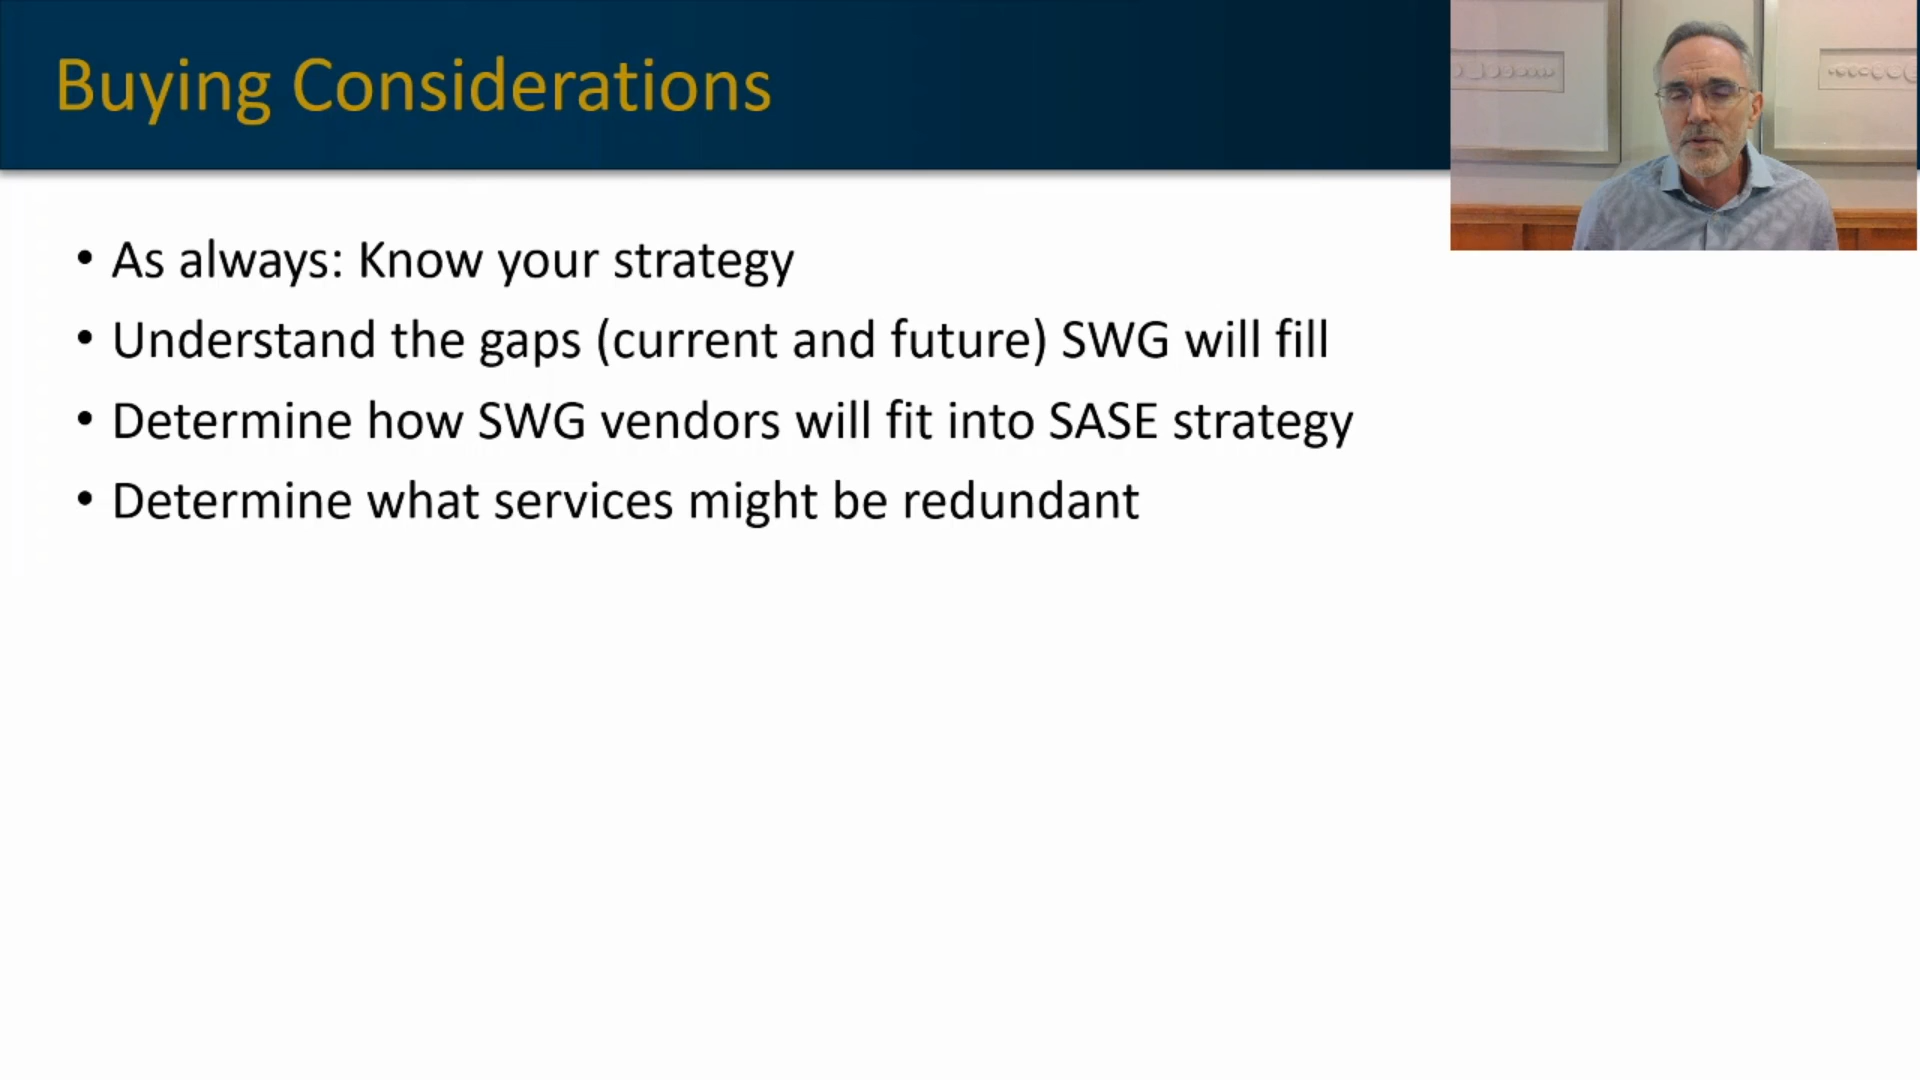 Buying Considerations
• As always: Know your strategy
• Understand the gaps (current and future) SWG will fill
• Determine how SWG vendors will fit into SASE strategy
• Determine what services might be redundant